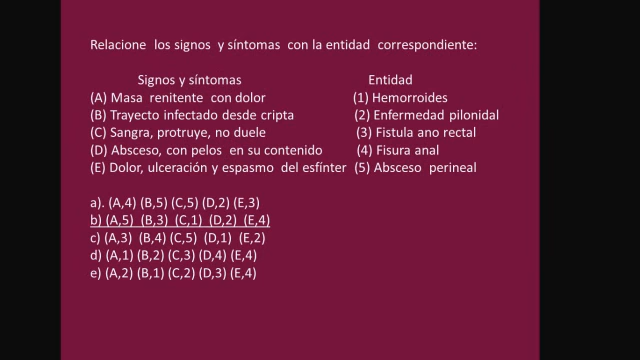 Relacione los signos y síntomas con la entidad correspondiente:
Signos y síntomas Entidad
(A) Masa renitente con dolor (1) Hemorroides
(B) Trayecto infectado desde cripta (2) Enfermedad pilonidal
(C) Sangra, protruye, no duele (3) Fistula ano rectal
(D) Absceso, con pelos en su contenido (4) Fisura anal
(E) Dolor, ulceración y espasmo del esfínter (5) Absceso perineal
a). (A,4) (B,5) (C,5) (D,2) (E,3)
b) (A,5) (B,3) (C,1) (D,2) (E,4)
c) (A,3) (B,4) (C,5) (D,1) (E,2)
d) (A,1) (B,2) (C,3) (D,4) (E,4)
e) (A,2) (B,1) (C,2) (D,3) (E,4)